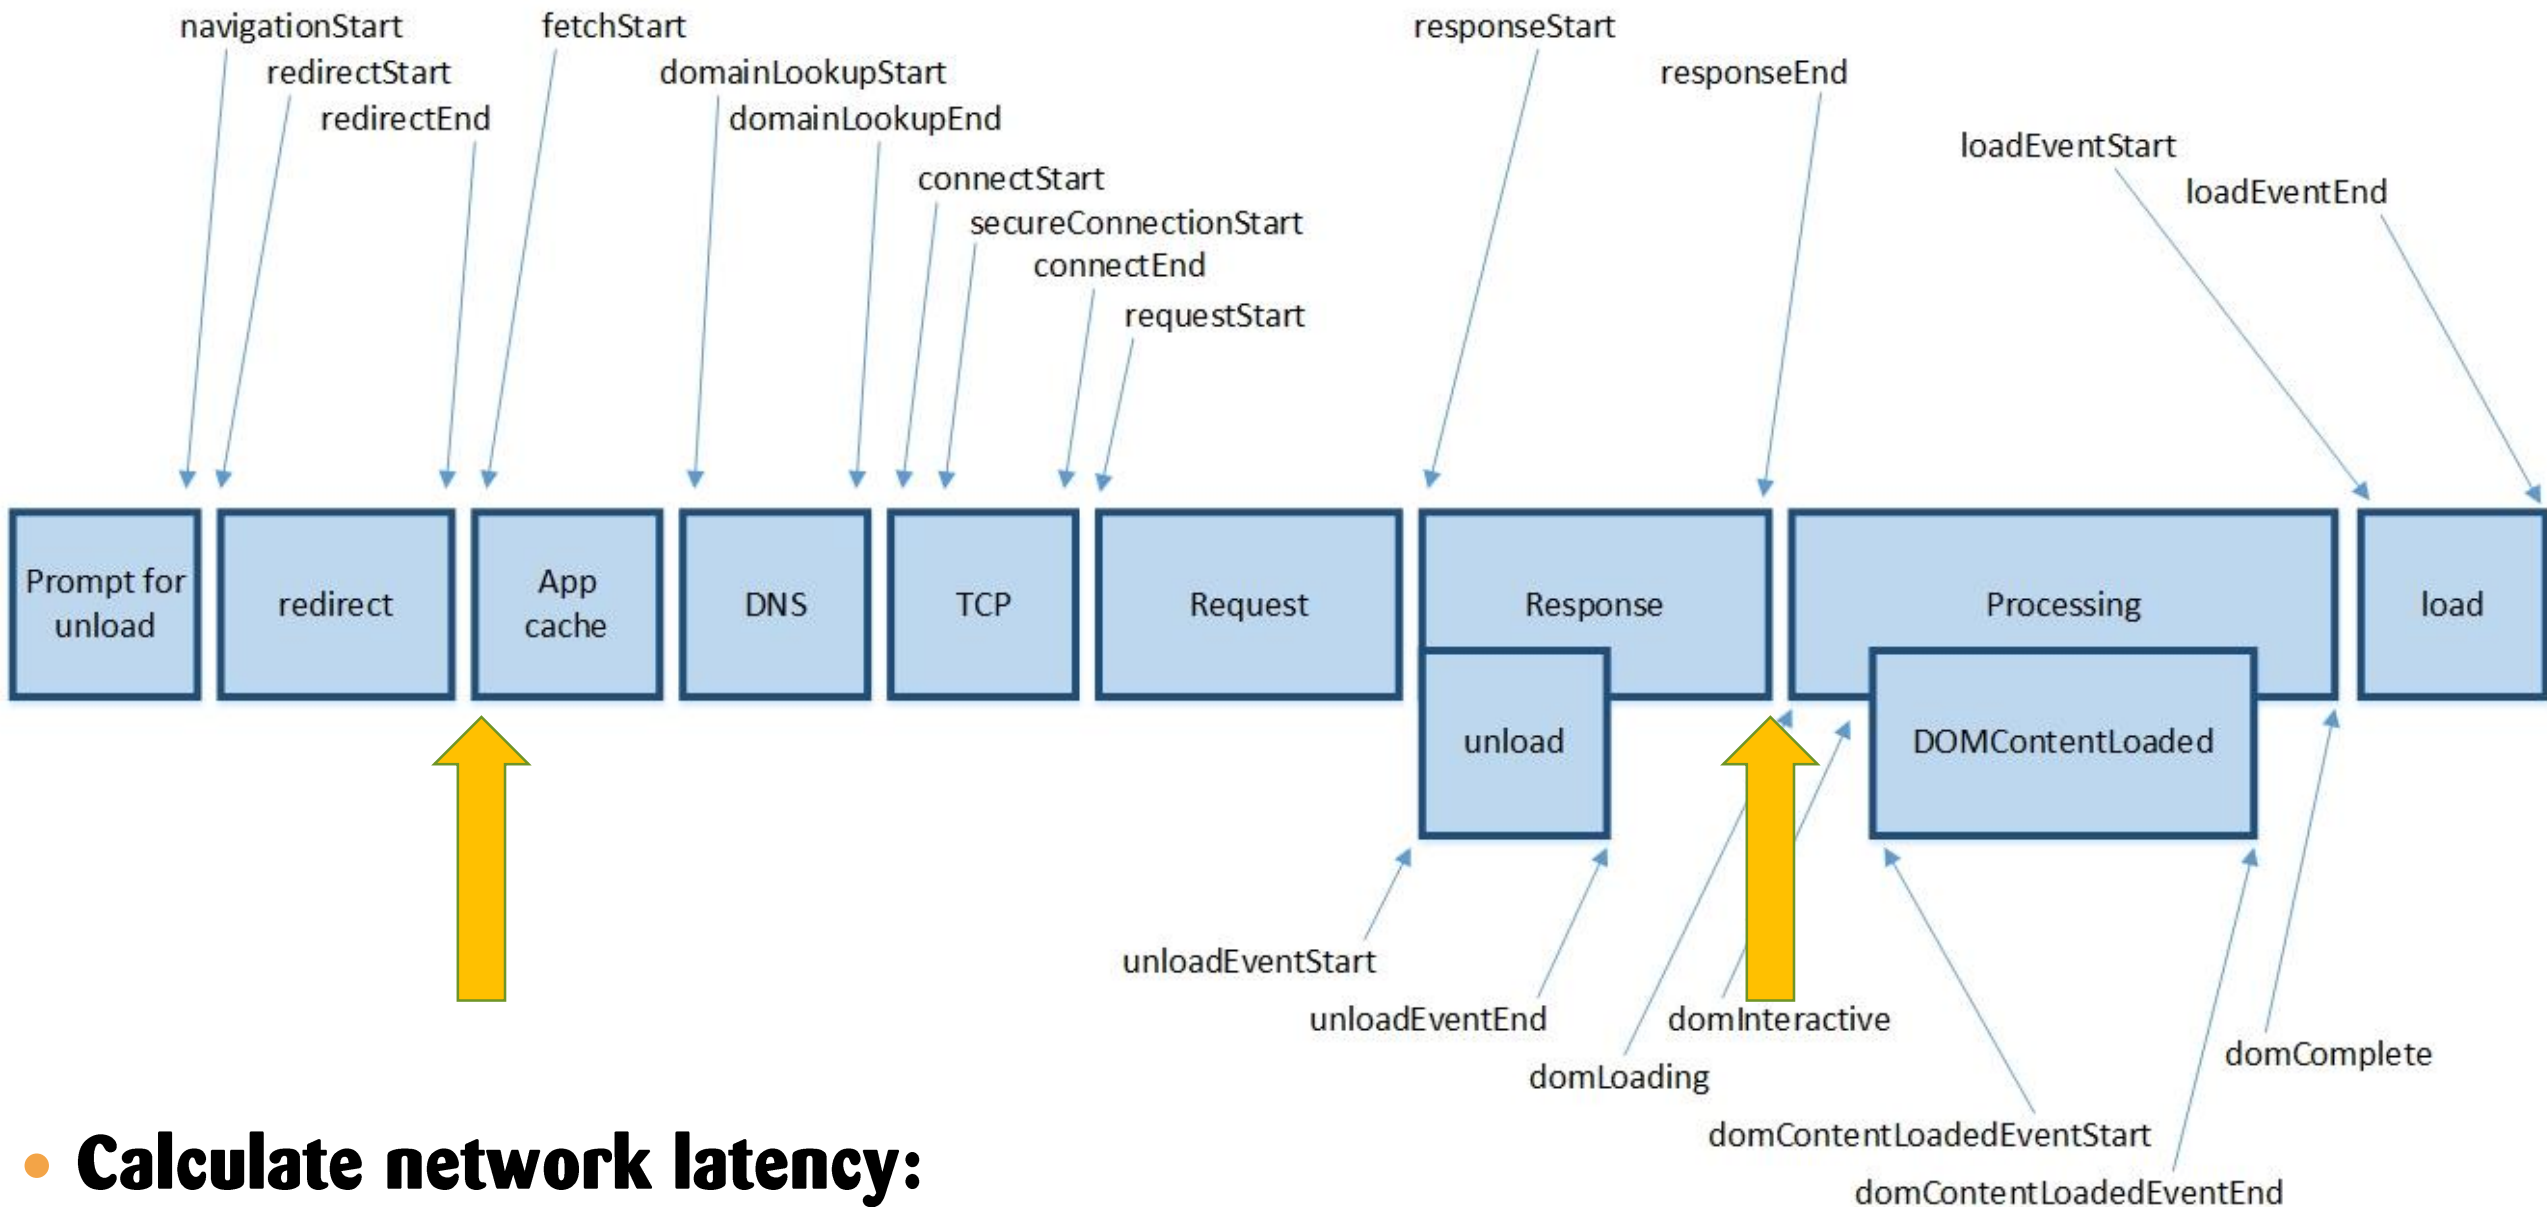 navigationStart
fetchStart
responseStart
redirectStart
domainLookupStart
responseEnd
redirectEnd
domainLookupEnd
loadEventStart
connectStart
loadEventEnd
secureConnectionStart
connectEnd
requestStart
Prompt for
unload
redirect
App
cache
DNS
TCP
Request
Response
Processing
load
unload
DOMContentLoaded
unloadEventStart
unloadEventEnd
domInteractive
domComplete
domLoading
domContentLoadedEventStart
domContentLoadedEventEnd
• Calculate network latency: